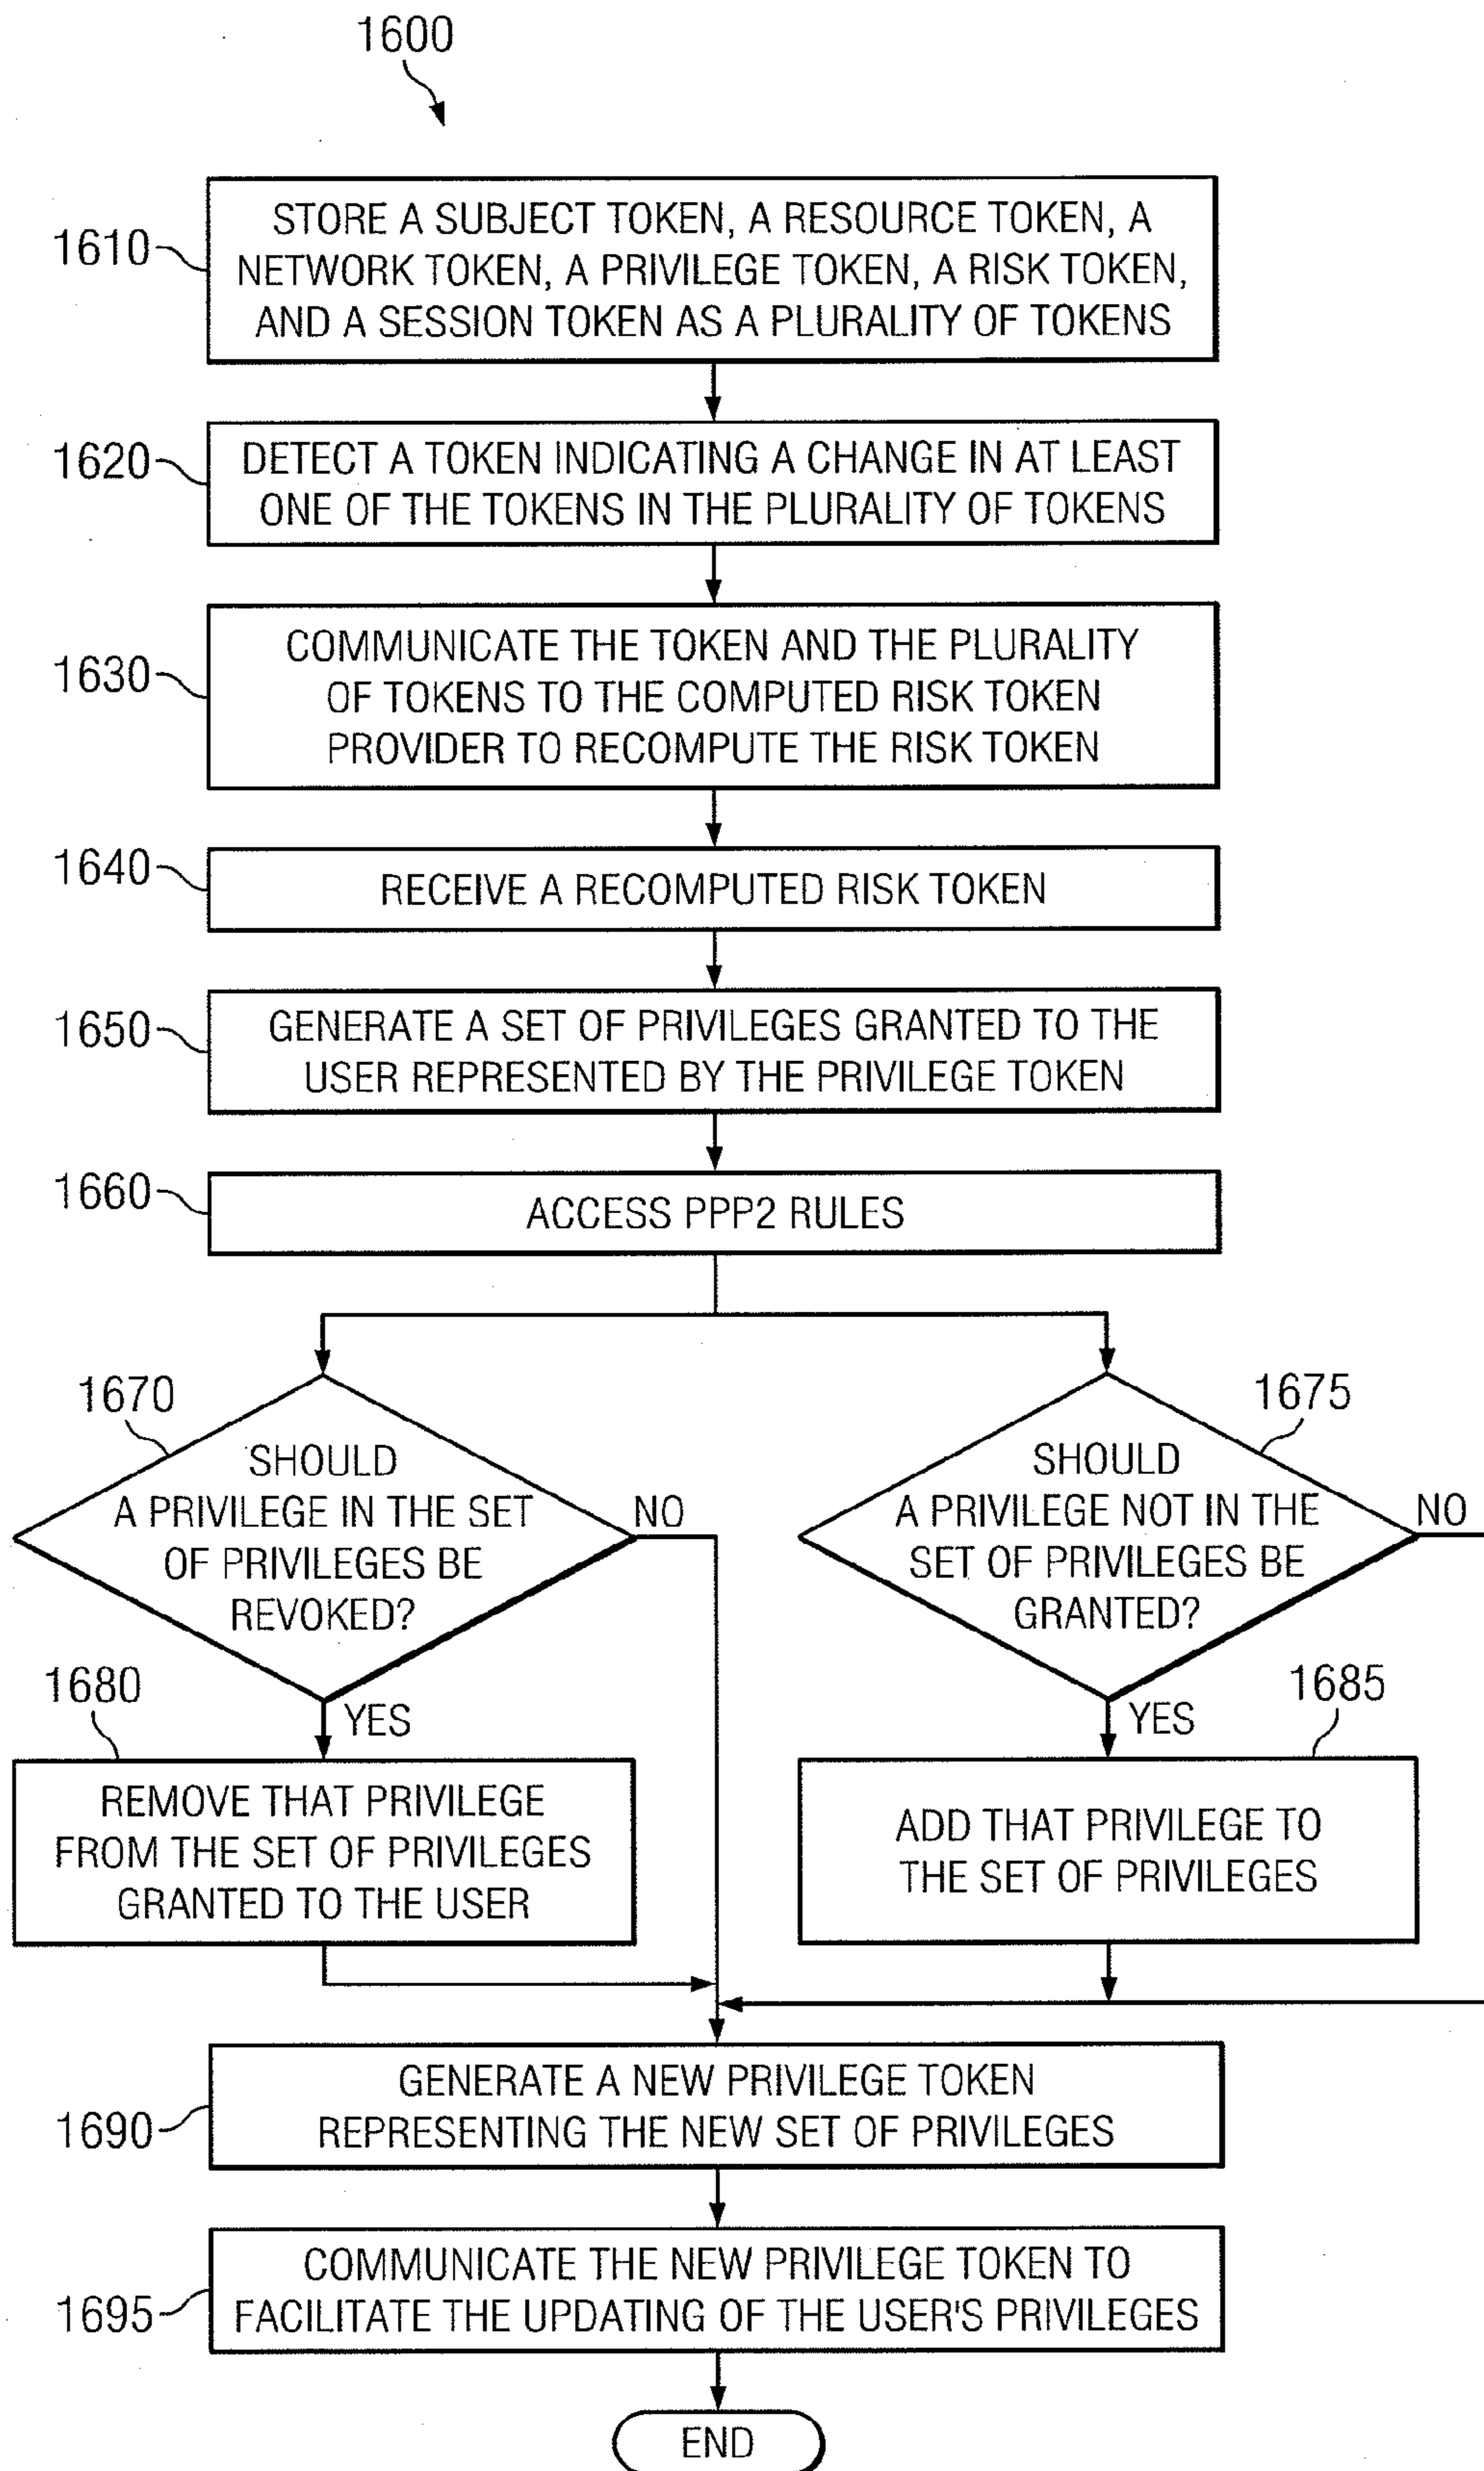 1600
1610
STORE A SUBJECT TOKEN, A RESOURCE TOKEN, A
NETWORK TOKEN, A PRIVILEGE TOKEN, A RISK TOKEN,
AND A SESSION TOKEN AS A PLURALITY OF TOKENS
1620
DETECT A TOKEN INDICATING A CHANGE IN AT LEAST
ONE OF THE TOKENS IN THE PLURALITY OF TOKENS
1630
COMMUNICATE THE TOKEN AND THE PLURALITY
OF TOKENS TO THE COMPUTED RISK TOKEN
PROVIDER TO RECOMPUTE THE RISK TOKEN
1640
RECEIVE A RECOMPUTED RISK TOKEN
1650
GENERATE A SET OF PRIVILEGES GRANTED TO THE
USER REPRESENTED BY THE PRIVILEGE TOKEN
1660
ACCESS PPP2 RULES
1670
SHOULD
A PRIVILEGE IN THE SET
OF PRIVILEGES BE
REVOKED?
NO
YES
1675
SHOULD
A PRIVILEGE NOT IN THE
SET OF PRIVILEGES BE
GRANTED?
NO
YES
1680
REMOVE THAT PRIVILEGE
FROM THE SET OF PRIVILEGES
GRANTED TO THE USER
1685
ADD THAT PRIVILEGE TO
THE SET OF PRIVILEGES
1690
GENERATE A NEW PRIVILEGE TOKEN
REPRESENTING THE NEW SET OF PRIVILEGES
1695
COMMUNICATE THE NEW PRIVILEGE TOKEN TO
FACILITATE THE UPDATING OF THE USER'S PRIVILEGES
END